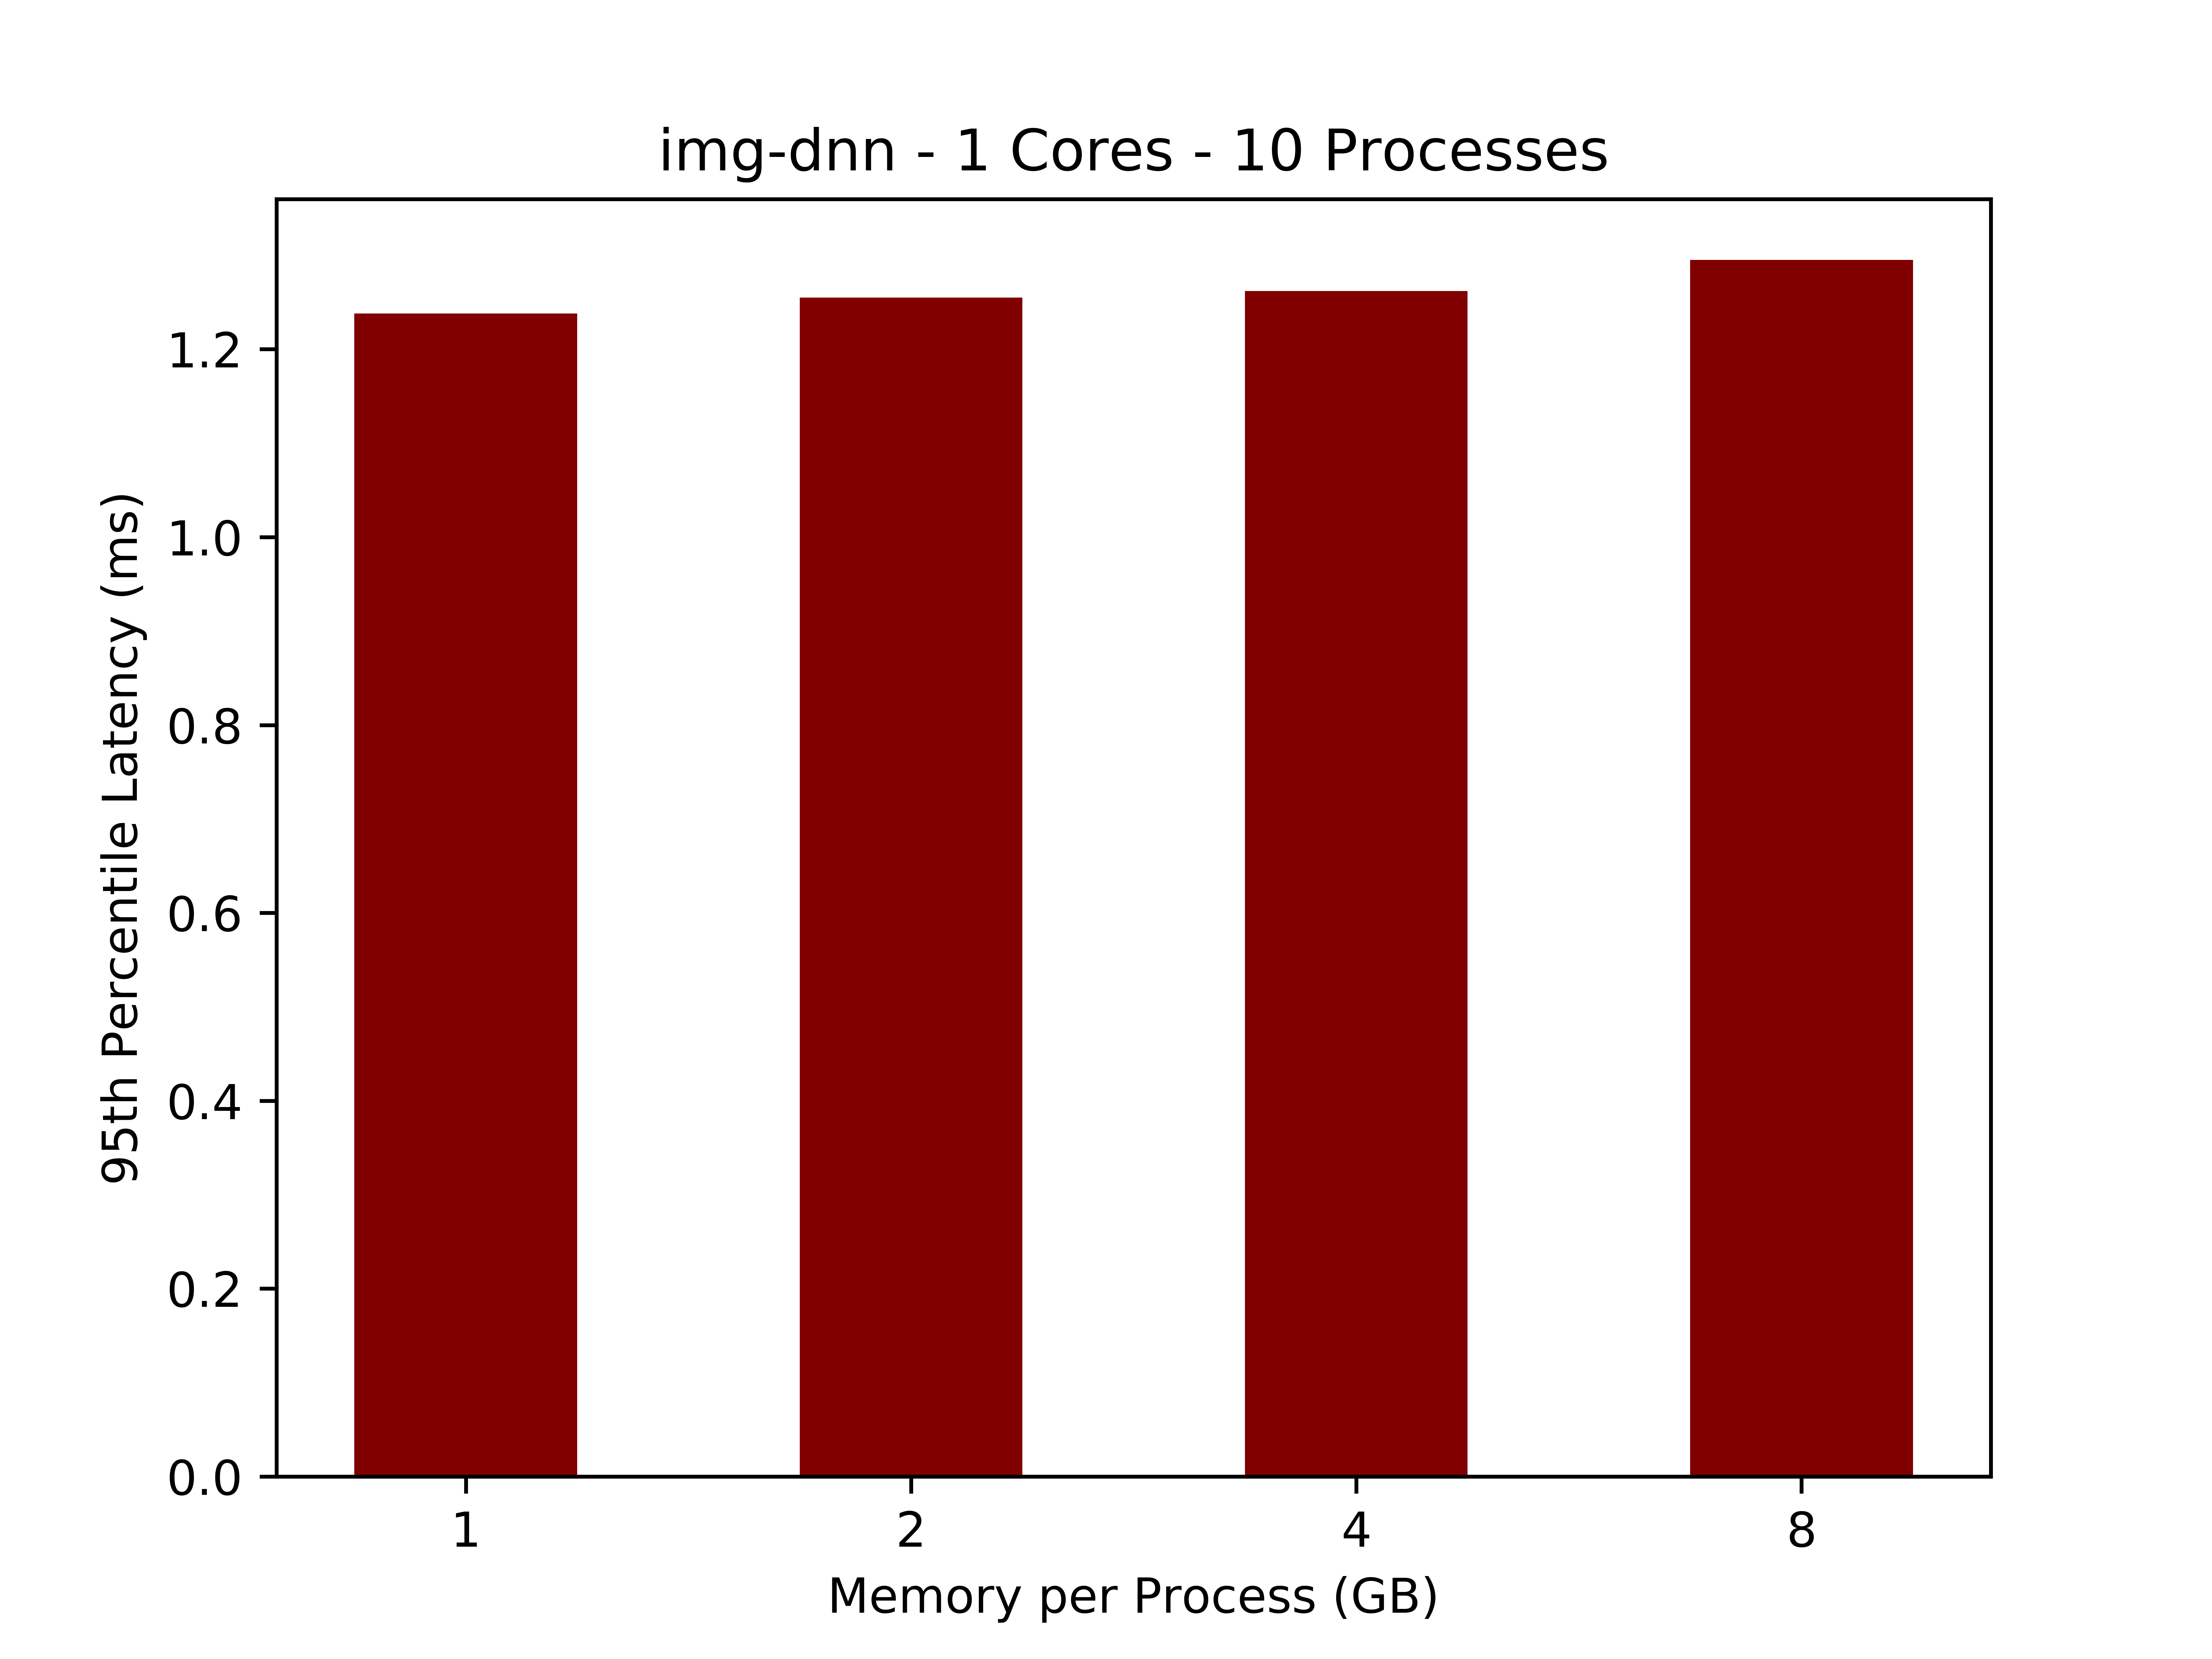 img-dnn - 1 Cores - 10 Processes
95th Percentile Latency (ms)
1.2
1.0
0.8
0.6
0.4
0.2
0.0
1 2 4 8
Memory per Process (GB)